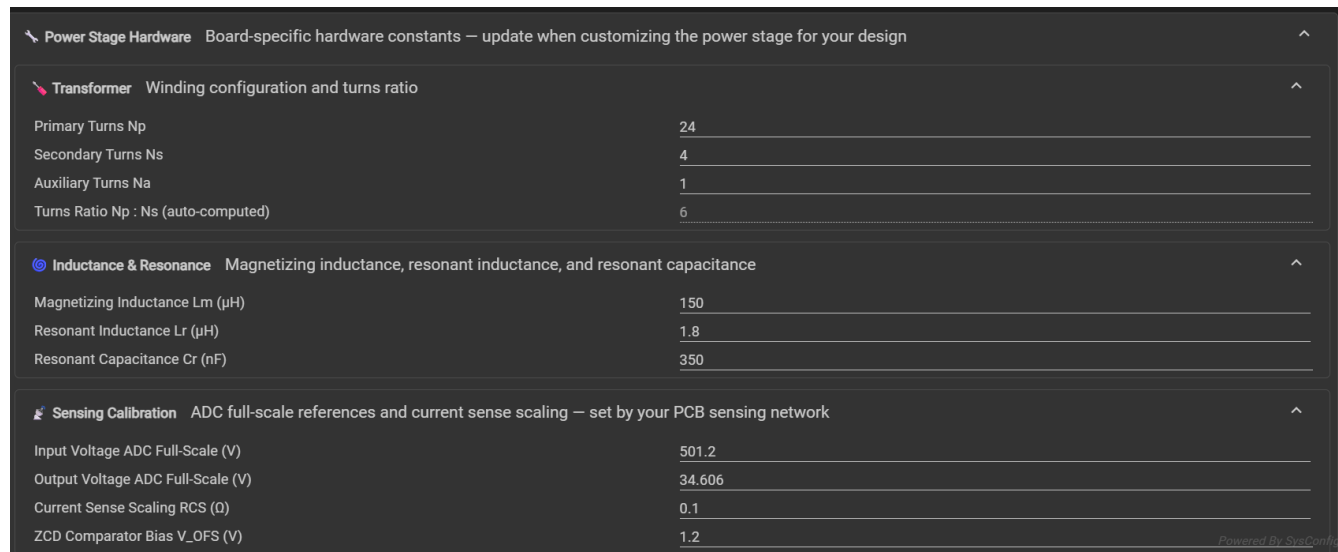 Power Stage Hardware Board-specific hardware constants — update when customizing the power stage for your design
Transformer Winding configuration and turns ratio
Primary Turns Np 24
Secondary Turns Ns 4
Auxiliary Turns Na 1
Turns Ratio Np : Ns (auto-computed) 6
Inductance & Resonance Magnetizing inductance, resonant inductance, and resonant capacitance
Magnetizing Inductance Lm (μH) 150
Resonant Inductance Lr (μH) 1.8
Resonant Capacitance Cr (nF) 350
Sensing Calibration ADC full-scale references and current sense scaling — set by your PCB sensing network
Input Voltage ADC Full-Scale (V) 501.2
Output Voltage ADC Full-Scale (V) 34.606
Current Sense Scaling RCS (Ω) 0.1
ZCD Comparator Bias V_OFS (V) 1.2
Powered By SysConfig